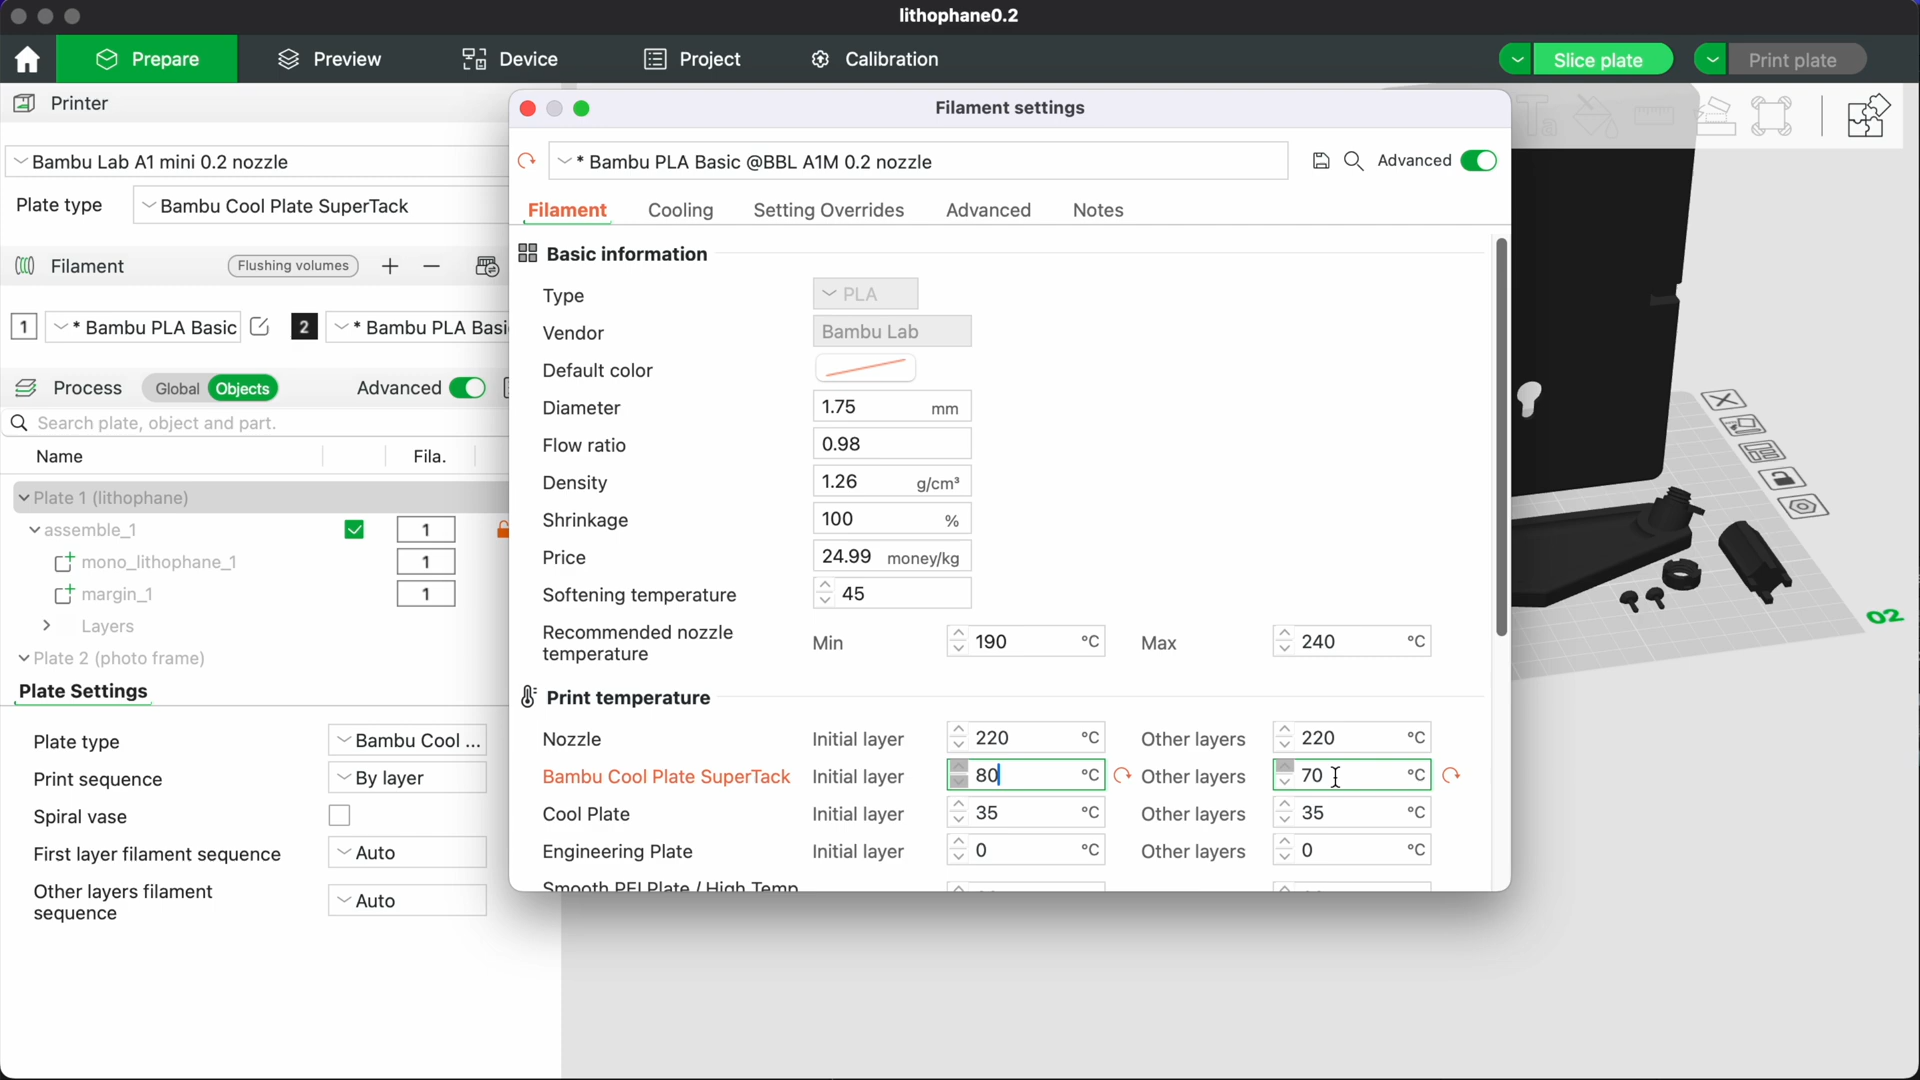 lithophane0.2
Prepare
Preview
Device
Project
Calibration
Slice plate
Print plate
Printer
Bambu Lab A1 mini 0.2 nozzle
Plate type
Bambu Cool Plate SuperTack
Filament
Flushing volumes
1
* Bambu PLA Basic
2
* Bambu PLA Basi
Process
Global
Objects
Advanced
Search plate, object and part.
Name
Fila.
Plate 1 (lithophane)
assemble_1
1
mono_lithophane_1
1
margin_1
1
Layers
Plate 2 (photo frame)
Plate Settings
Plate type
Bambu Cool ...
Print sequence
By layer
Spiral vase
First layer filament sequence
Auto
Other layers filament
sequence
Auto
Filament settings
* Bambu PLA Basic @BBL A1M 0.2 nozzle
Advanced
Filament
Cooling
Setting Overrides
Advanced
Notes
Basic information
Type
PLA
Vendor
Bambu Lab
Default color
Diameter
1.75 mm
Flow ratio
0.98
Density
1.26 g/cm³
Shrinkage
100 %
Price
24.99 money/kg
Softening temperature
45
Recommended nozzle
temperature
Min
190 °C
Max
240 °C
Print temperature
Nozzle
Initial layer
220 °C
Other layers
220 °C
Bambu Cool Plate SuperTack
Initial layer
80 °C
Other layers
70 °C
Cool Plate
Initial layer
35 °C
Other layers
35 °C
Engineering Plate
Initial layer
0 °C
Other layers
0 °C
Smooth PEI Plate / High Temp
Ta
02